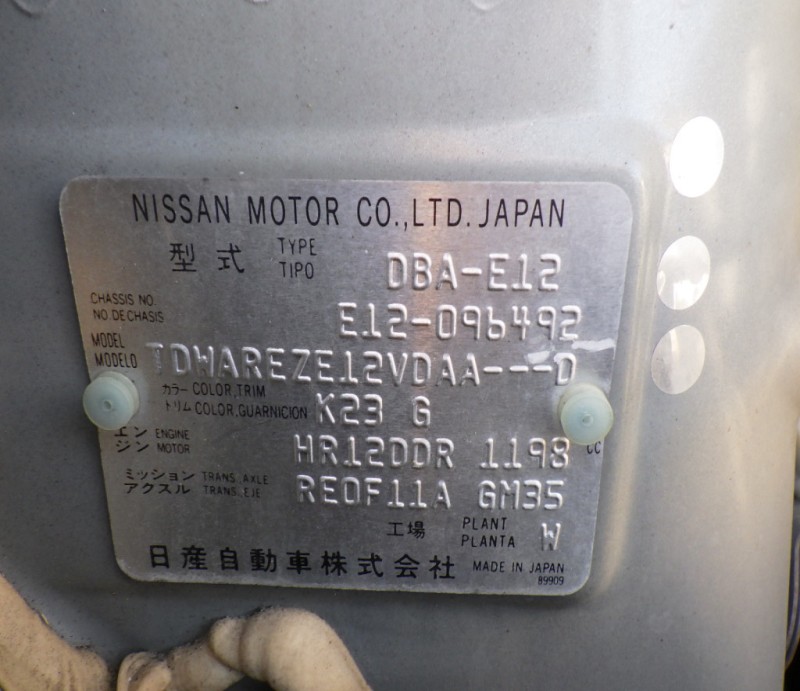 NISSAN MOTOR CO.,LTD. JAPAN
型式 TYPE TIPO DBA-E12
CHASSIS NO.
NO.DE CHASIS E12-096492
MODEL
MODELO TDWAREZE12VDAA---D
カラー COLOR,TRIM
トリム COLOR,GUARNICION K23 G
エン ENGINE
ジン MOTOR HR12DDR 1198 CC
ミッション TRANS.AXLE
アクスル TRANS.EJE RE0F11A GM35
工場 PLANT PLANTA W
日産自動車株式会社 MADE IN JAPAN
89909